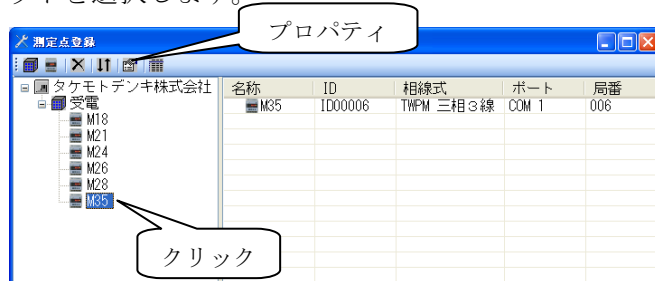 ットを選択します。
プロパティ
測定点登録
タケモトデンキ株式会社
受電
M18
M21
M24
M26
M28
M35
名称 ID 相線式 ポート 局番
M35 ID00006 TWPM 三相3線 COM 1 006
クリック